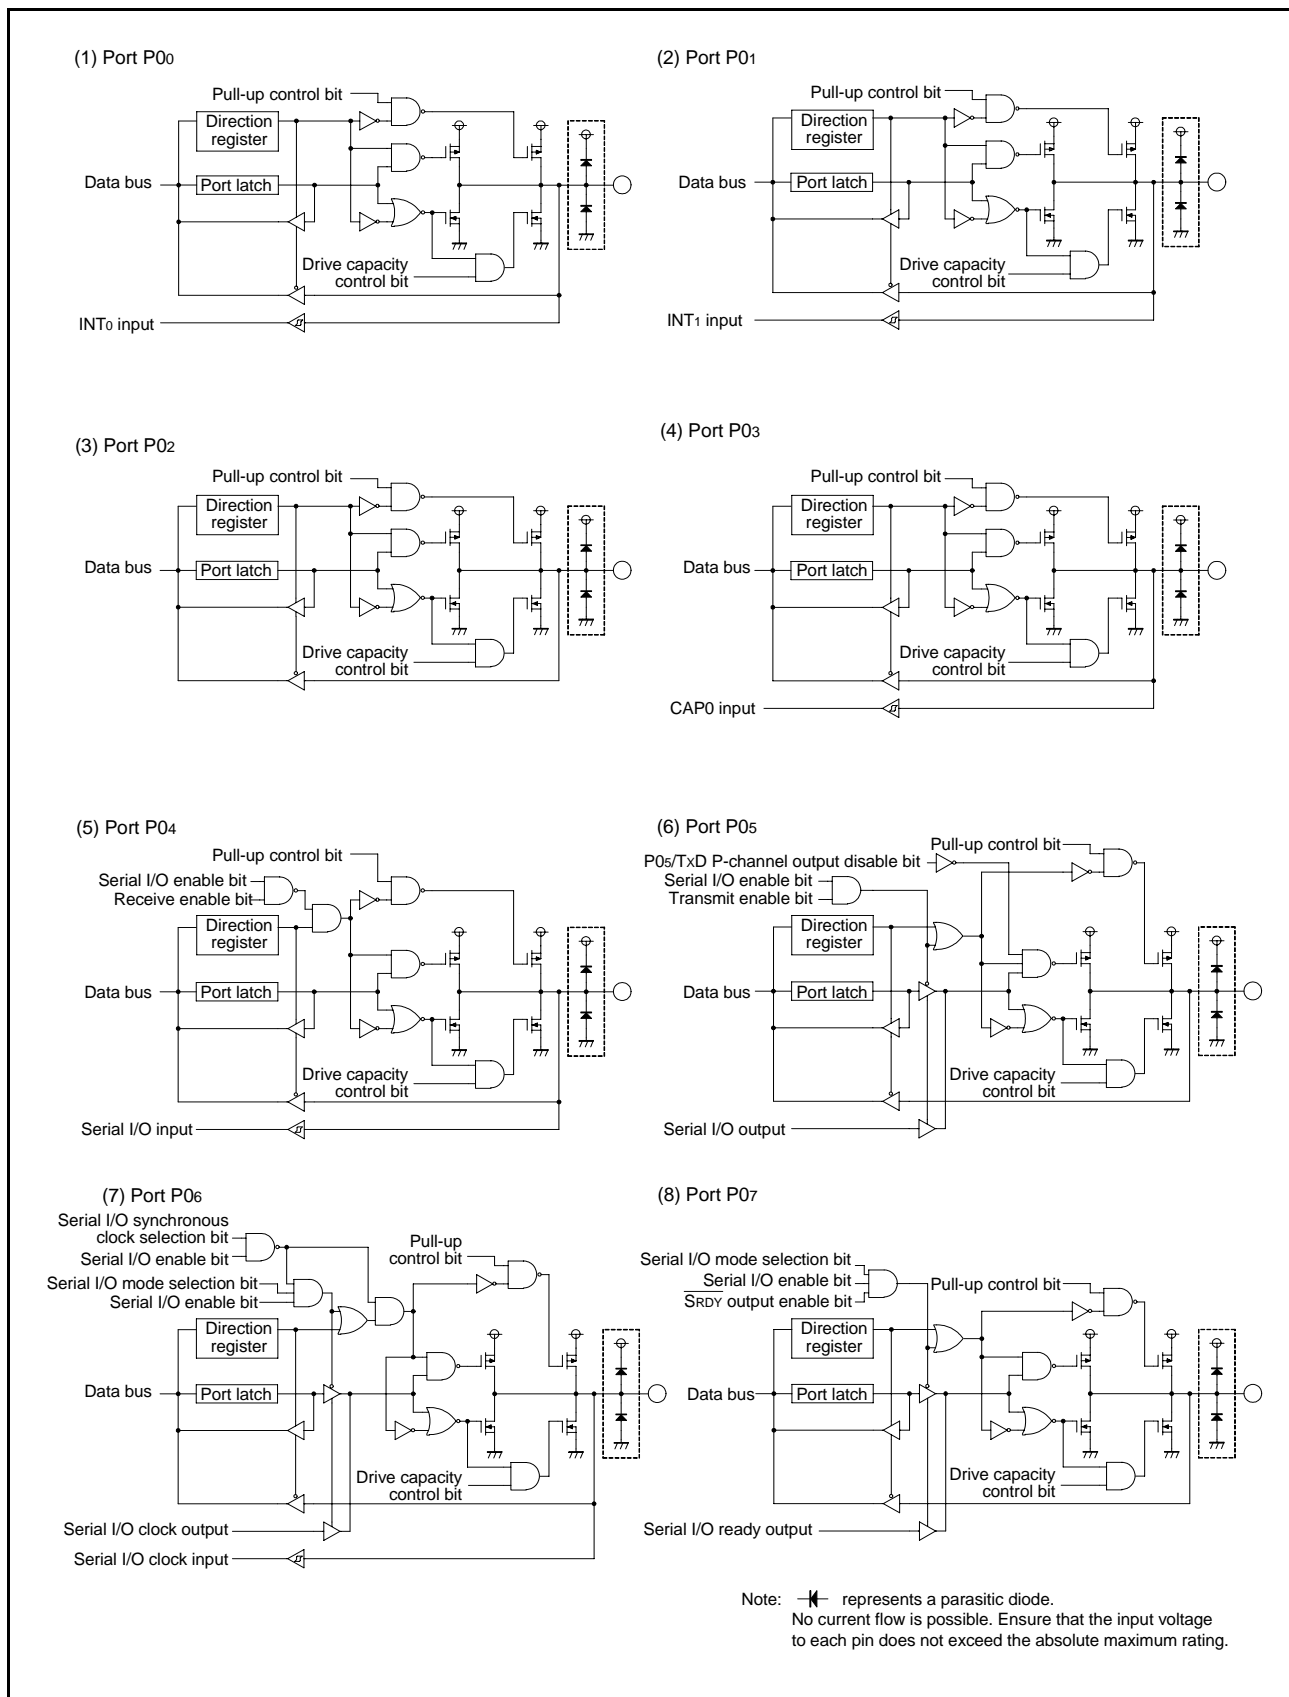 (1) Port P00
Pull-up control bit
Direction
register
Data bus
Port latch
Drive capacity
control bit
INT0 input
(2) Port P01
Pull-up control bit
Direction
register
Data bus
Port latch
Drive capacity
control bit
INT1 input
(3) Port P02
Pull-up control bit
Direction
register
Data bus
Port latch
Drive capacity
control bit
(4) Port P03
Pull-up control bit
Direction
register
Data bus
Port latch
Drive capacity
control bit
CAP0 input
(5) Port P04
Pull-up control bit
Serial I/O enable bit
Receive enable bit
Direction
register
Data bus
Port latch
Drive capacity
control bit
Serial I/O input
(6) Port P05
Pull-up control bit
P05/TxD P-channel output disable bit
Serial I/O enable bit
Transmit enable bit
Direction
register
Data bus
Port latch
Drive capacity
control bit
Serial I/O output
(7) Port P06
Serial I/O synchronous
clock selection bit
Serial I/O enable bit
Pull-up
control bit
Serial I/O mode selection bit
Serial I/O enable bit
Direction
register
Data bus
Port latch
Drive capacity
control bit
Serial I/O clock output
Serial I/O clock input
(8) Port P07
Serial I/O mode selection bit
Serial I/O enable bit
SRDY output enable bit
Pull-up control bit
Direction
register
Data bus
Port latch
Drive capacity
control bit
Serial I/O ready output
Note: represents a parasitic diode.
No current flow is possible. Ensure that the input voltage
to each pin does not exceed the absolute maximum rating.